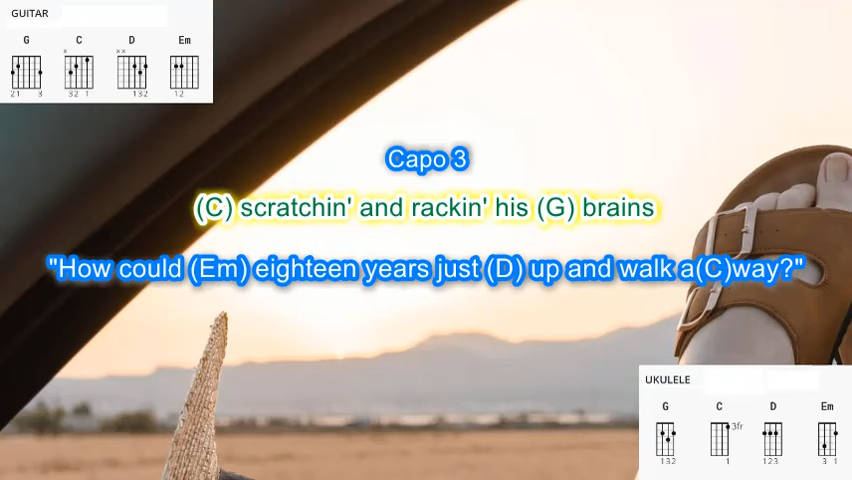 GUITAR
G C D Em
x xx
21 3 32 1 132 12
Capo 3
(C) scratchin' and rackin' his (G) brains
"How could (Em) eighteen years just (D) up and walk a(C)way?"
UKULELE
G C D Em
3fr
132 1 123 3 1